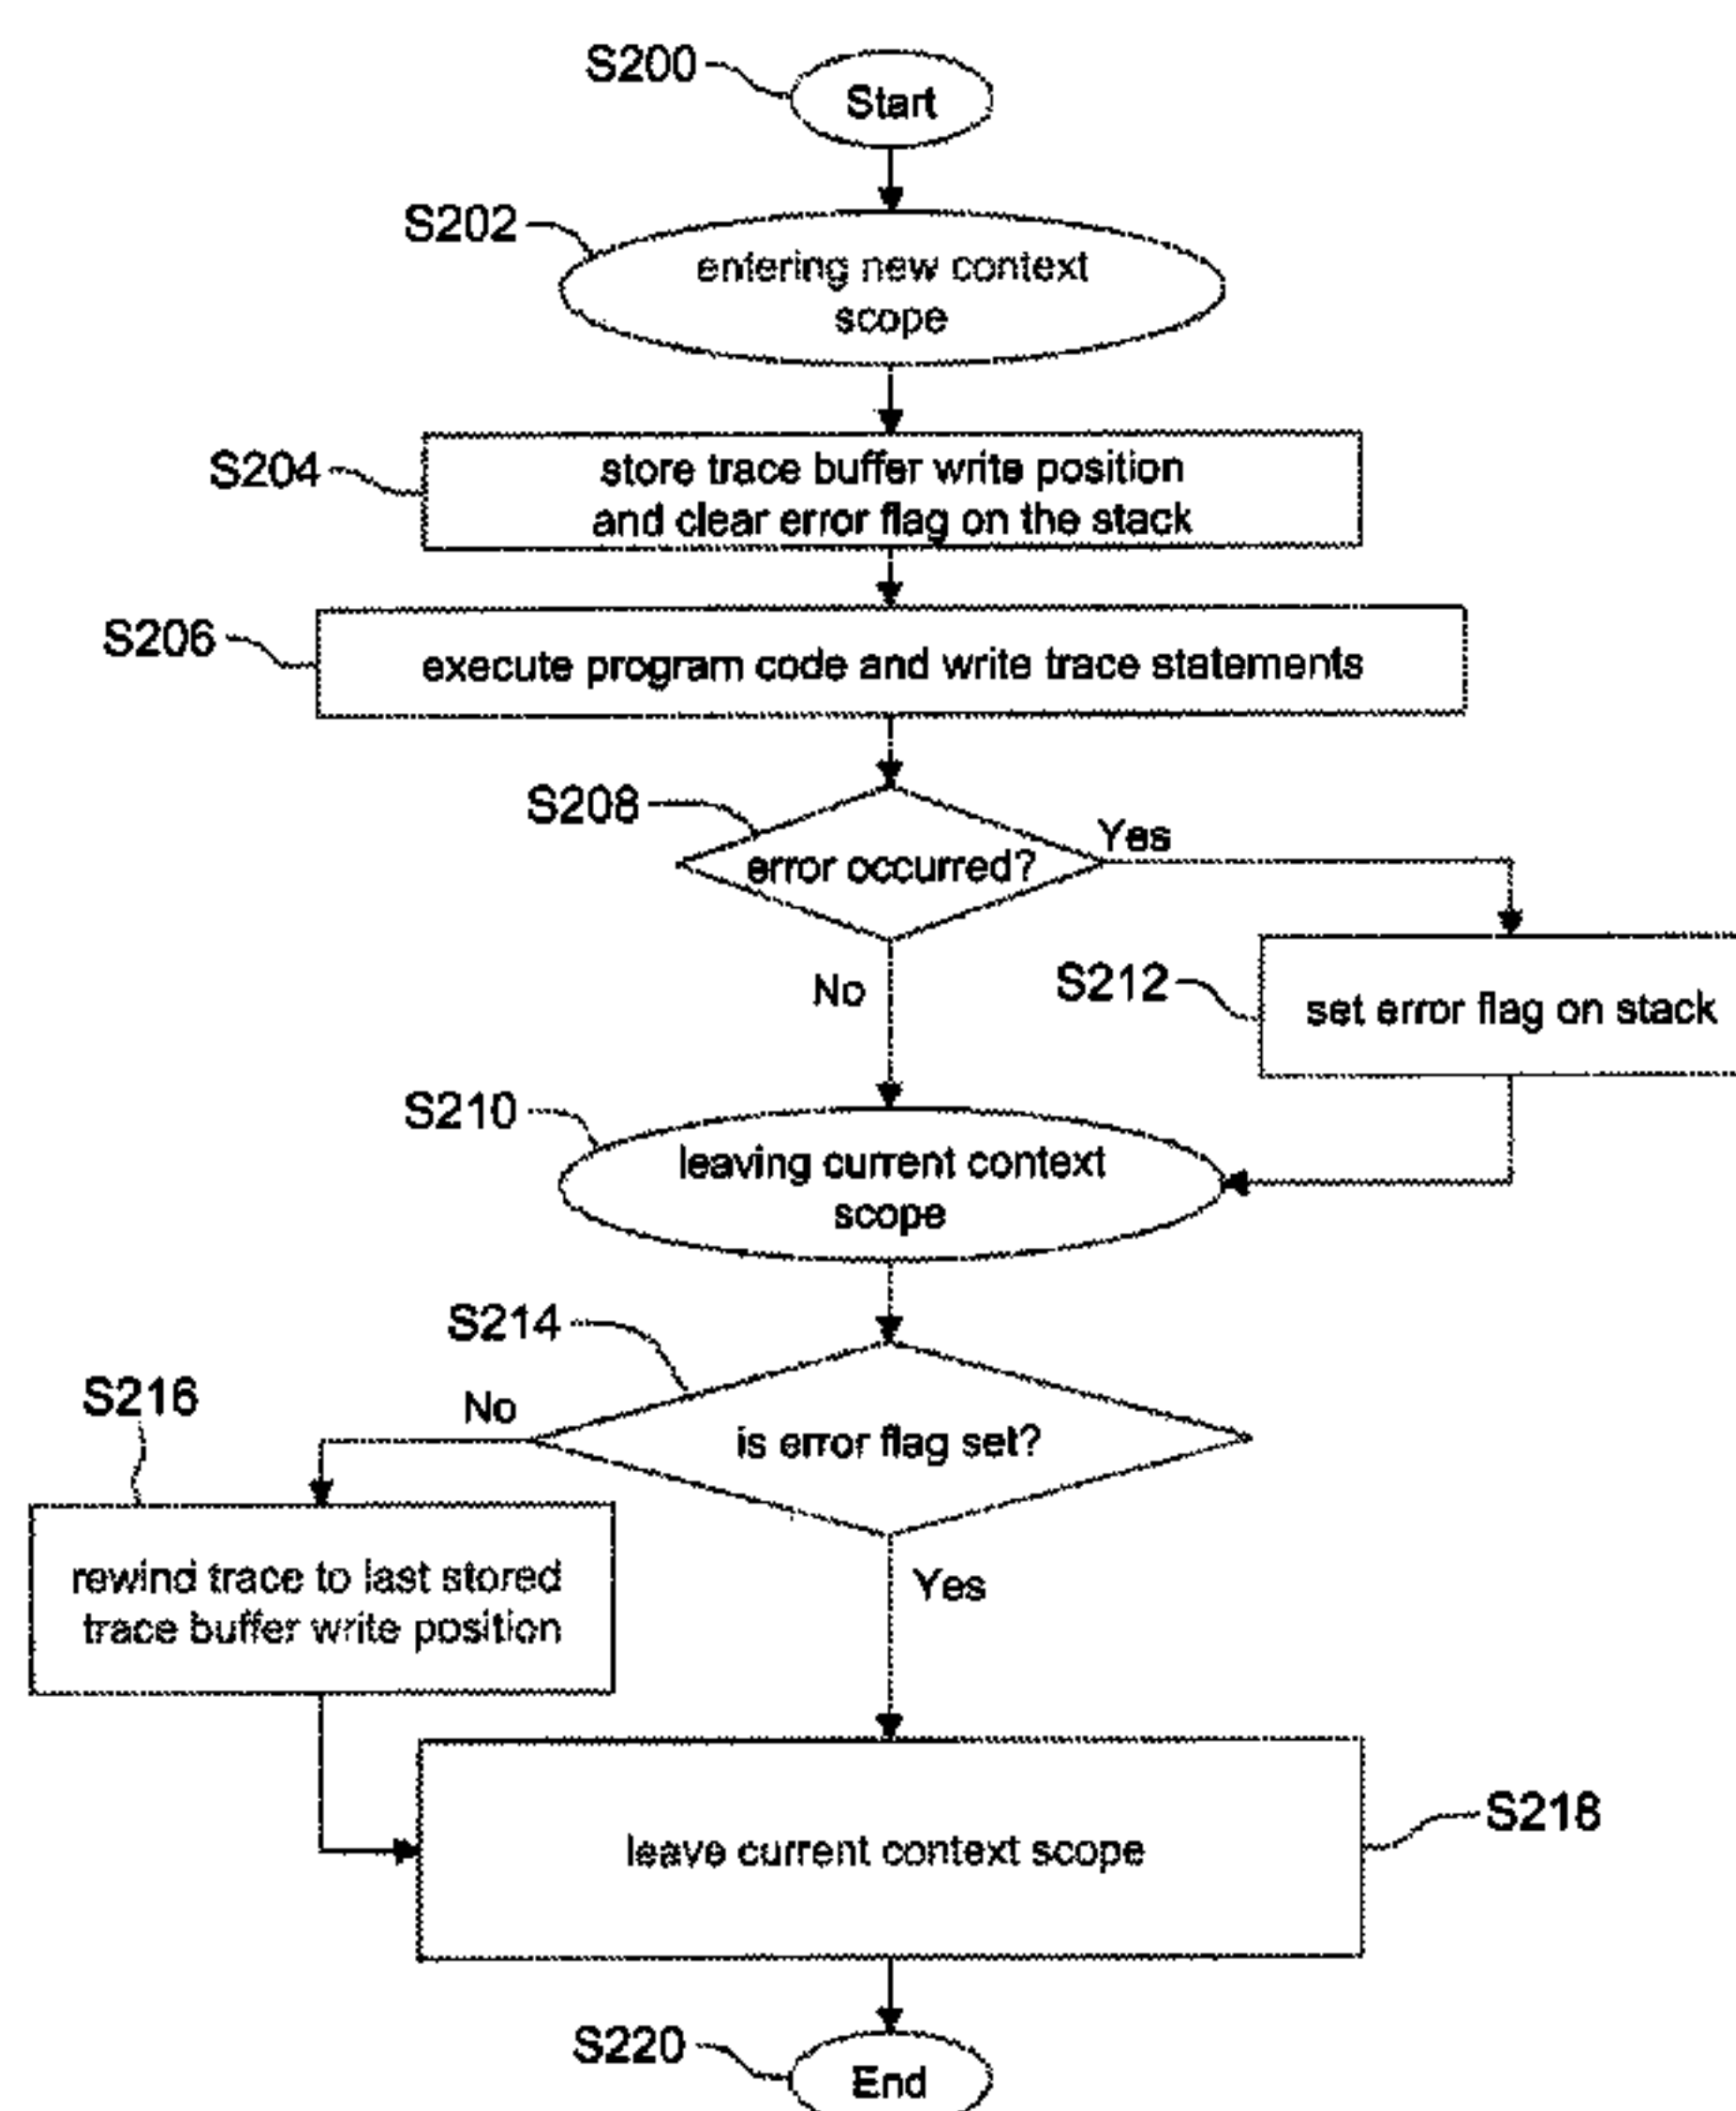 S200
Start
S202
entering new context
scope
S204
store trace buffer write position
and clear error flag on the stack
S206
execute program code and write trace statements
S208
error occurred?
Yes
No
S212
set error flag on stack
S210
leaving current context
scope
S214
No
is error flag set?
S216
rewind trace to last stored
trace buffer write position
Yes
leave current context scope
S218
S220
End